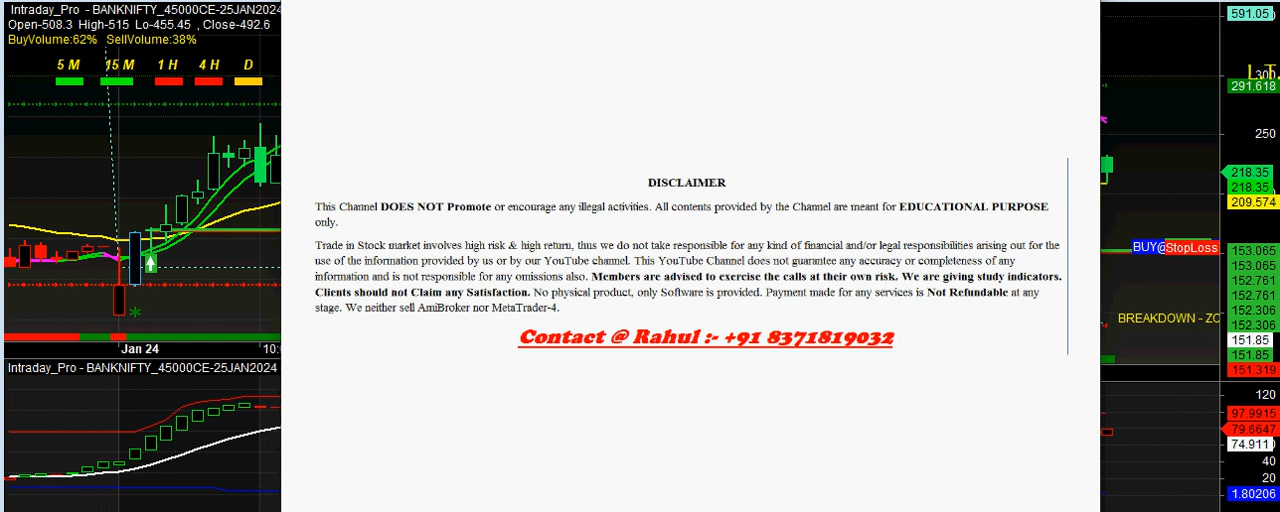 Intraday_Pro - BANKNIFTY_45000CE-25JAN2024
Open-508.3 High-515 Lo-455.45 , Close-492.6
BuyVolume:62% SellVolume:38%
5 M 15 M 1 H 4 H D
Jan 24 10:
Intraday_Pro - BANKNIFTY_45000CE-25JAN2024
DISCLAIMER
This Channel DOES NOT Promote or encourage any illegal activities. All contents provided by the Channel are meant for EDUCATIONAL PURPOSE
only.
Trade in Stock market involves high risk & high return, thus we do not take responsible for any kind of financial and/or legal responsibilities arising out for the
use of the information provided by us or by our YouTube channel. This YouTube Channel does not guarantee any accuracy or completeness of any
information and is not responsible for any omissions also. Members are advised to exercise the calls at their own risk. We are giving study indicators.
Clients should not Claim any Satisfaction. No physical product, only Software is provided. Payment made for any services is Not Refundable at any
stage. We neither sell AmiBroker nor MetaTrader-4.
Contact @ Rahul :- +91 8371819032
591.05
L.T.
300
291.618
250
218.35
218.35
209.574
BUY@StopLoss
153.065
153.065
152.761
152.761
152.306
BREAKDOWN - ZO
152.306
151.85
151.85
151.319
120
97.9915
79.6647
74.911
40
20
1.80206